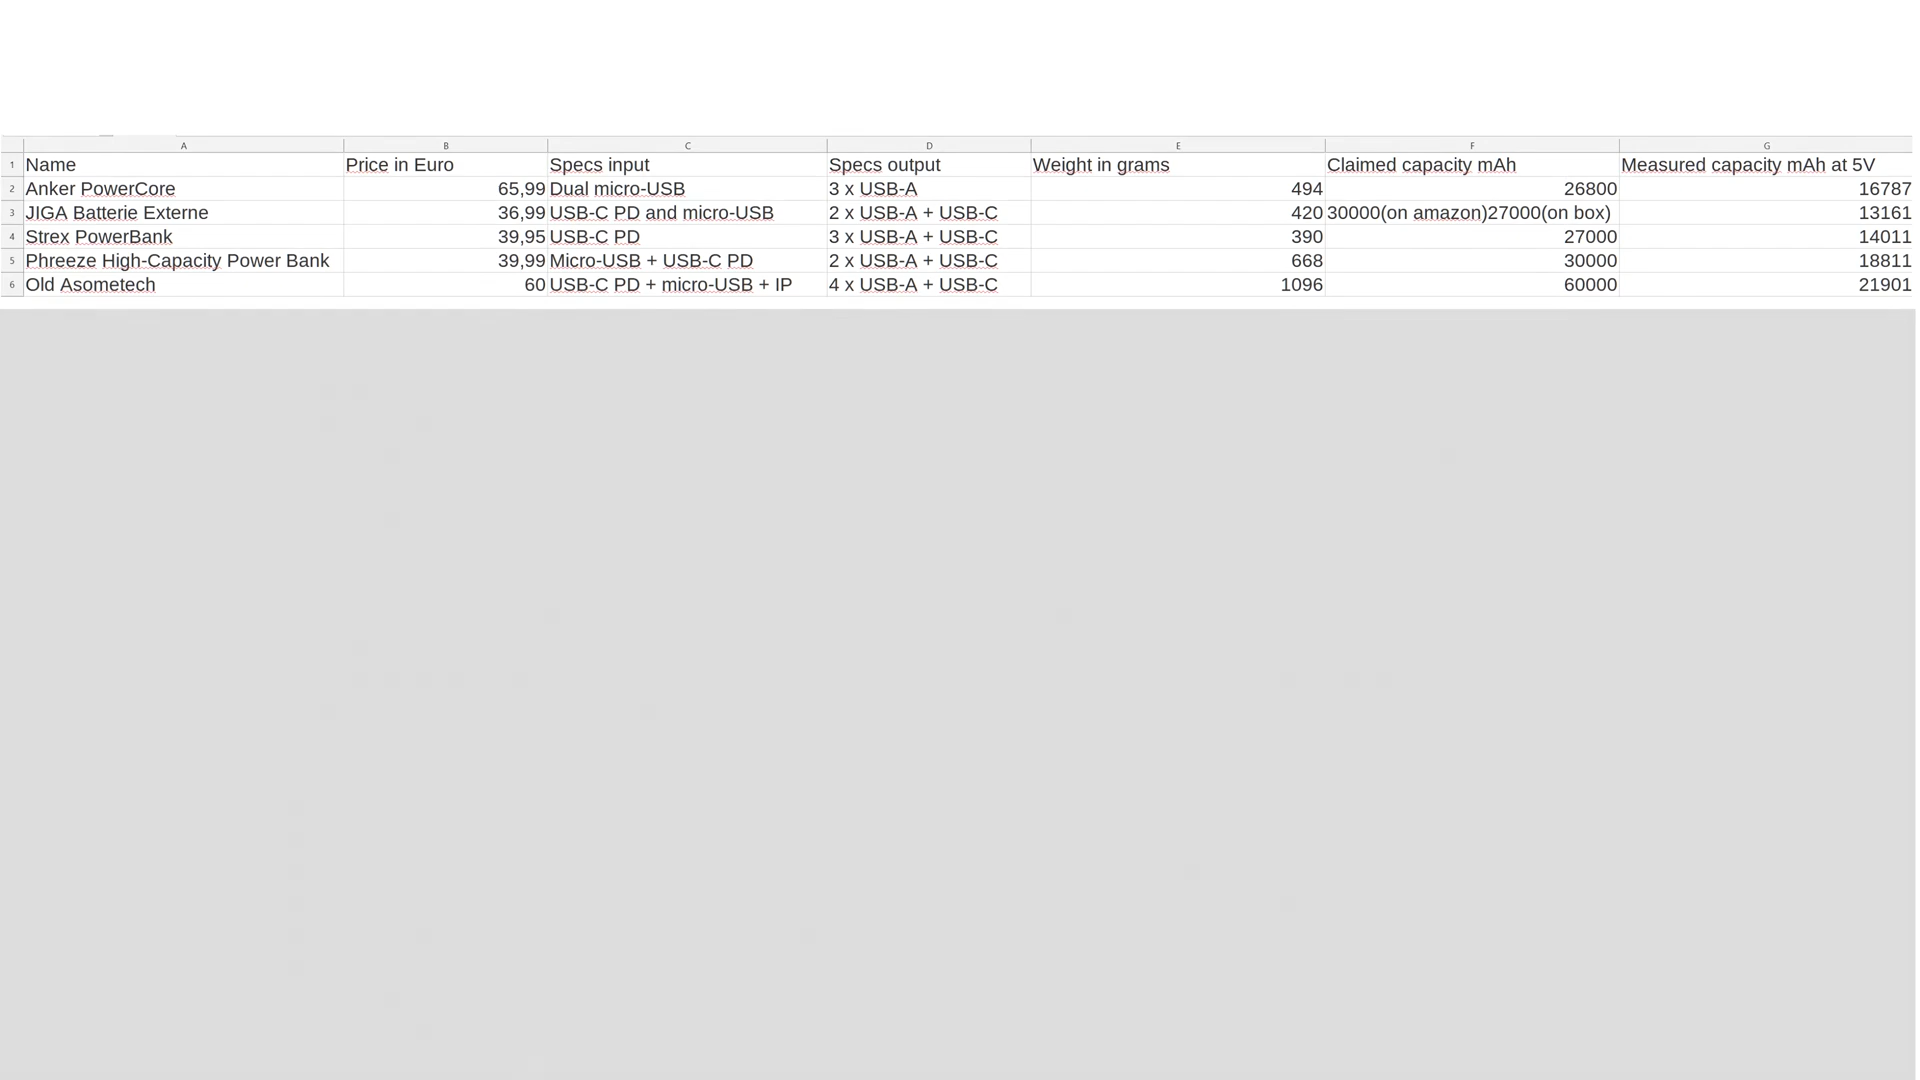 A B C D E F G
1 Name Price in Euro Specs input Specs output Weight in grams Claimed capacity mAh Measured capacity mAh at 5V
2 Anker PowerCore 65,99 Dual micro-USB 3 x USB-A 494 26800 16787
3 JIGA Batterie Externe 36,99 USB-C PD and micro-USB 2 x USB-A + USB-C 420 30000(on amazon)27000(on box) 13161
4 Strex PowerBank 39,95 USB-C PD 3 x USB-A + USB-C 390 27000 14011
5 Phreeze High-Capacity Power Bank 39,99 Micro-USB + USB-C PD 2 x USB-A + USB-C 668 30000 18811
6 Old Asometech 60 USB-C PD + micro-USB + IP 4 x USB-A + USB-C 1096 60000 21901